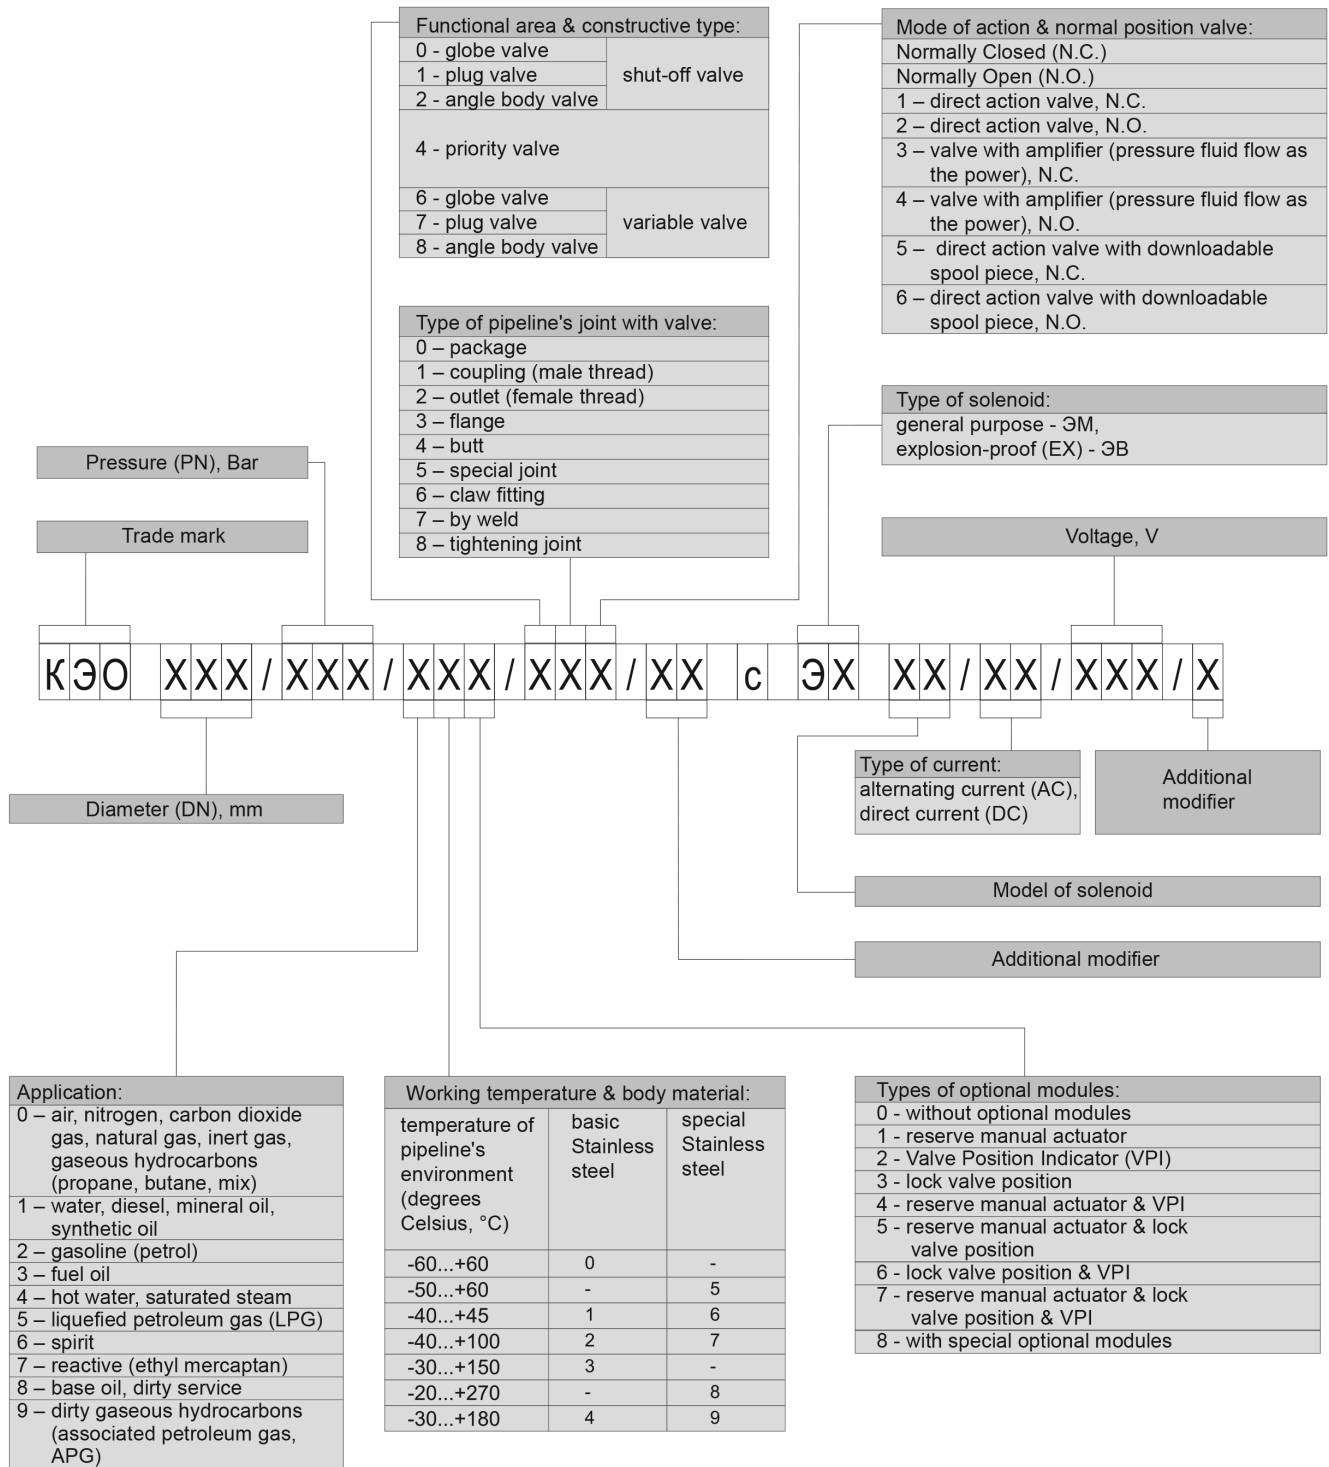 Functional area & constructive type:
0 - globe valve
1 - plug valve
2 - angle body valve
shut-off valve
4 - priority valve
6 - globe valve
7 - plug valve
8 - angle body valve
variable valve
Mode of action & normal position valve:
Normally Closed (N.C.)
Normally Open (N.O.)
1 – direct action valve, N.C.
2 – direct action valve, N.O.
3 – valve with amplifier (pressure fluid flow as
the power), N.C.
4 – valve with amplifier (pressure fluid flow as
the power), N.O.
5 –  direct action valve with downloadable
spool piece, N.C.
6 – direct action valve with downloadable
spool piece, N.O.
Type of pipeline's joint with valve:
0 – package
1 – coupling (male thread)
2 – outlet (female thread)
3 – flange
4 – butt
5 – special joint
6 – claw fitting
7 – by weld
8 – tightening joint
Type of solenoid:
general purpose - ЭМ,
explosion-proof (EX) - ЭВ
Pressure (PN), Bar
Trade mark
Voltage, V
КЭО XXX / XXX / XXX / XXX / XX с ЭX XX / XX / XXX / X
Diameter (DN), mm
Type of current:
alternating current (AC),
direct current (DC)
Additional
modifier
Model of solenoid
Additional modifier
Application:
0 – air, nitrogen, carbon dioxide
gas, natural gas, inert gas,
gaseous hydrocarbons
(propane, butane, mix)
1 – water, diesel, mineral oil,
synthetic oil
2 – gasoline (petrol)
3 – fuel oil
4 – hot water, saturated steam
5 – liquefied petroleum gas (LPG)
6 – spirit
7 – reactive (ethyl mercaptan)
8 – base oil, dirty service
9 – dirty gaseous hydrocarbons
(associated petroleum gas,
APG)
Working temperature & body material:
temperature of
pipeline's
environment
(degrees
Celsius, °C)
basic
Stainless
steel
special
Stainless
steel
-60...+60 0 -
-50...+60 - 5
-40...+45 1 6
-40...+100 2 7
-30...+150 3 -
-20...+270 - 8
-30...+180 4 9
Types of optional modules:
0 - without optional modules
1 - reserve manual actuator
2 - Valve Position Indicator (VPI)
3 - lock valve position
4 - reserve manual actuator & VPI
5 - reserve manual actuator & lock
valve position
6 - lock valve position & VPI
7 - reserve manual actuator & lock
valve position & VPI
8 - with special optional modules